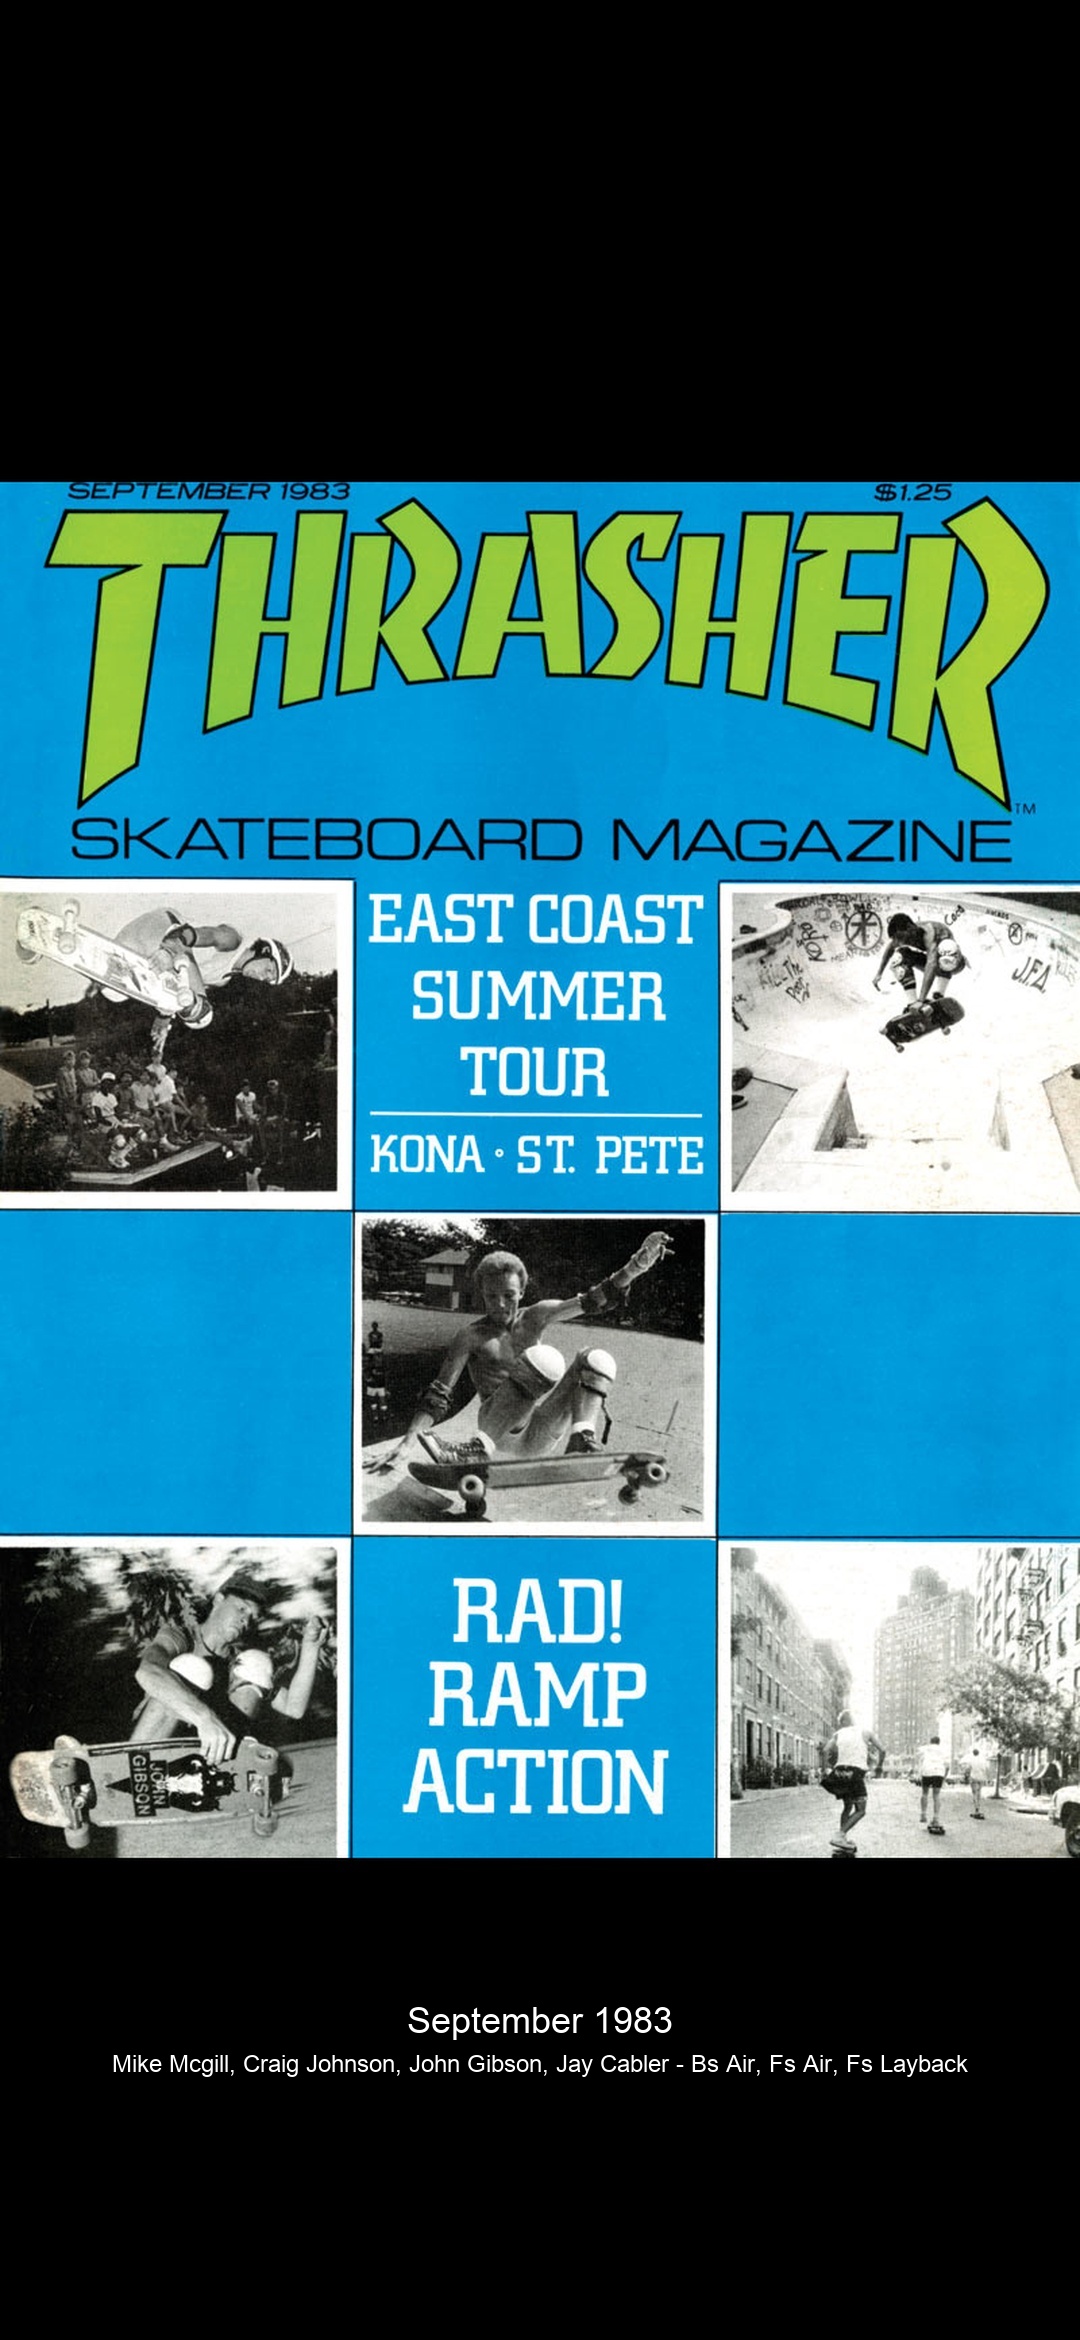 SEPTEMBER 1983
$1.25
THRASHER
TM
SKATEBOARD MAGAZINE
EAST COAST
SUMMER
TOUR
KONA • ST. PETE
J.F.A.
RAD!
RAMP
ACTION
JOHN
GIBSON
September 1983
Mike Mcgill, Craig Johnson, John Gibson, Jay Cabler - Bs Air, Fs Air, Fs Layback